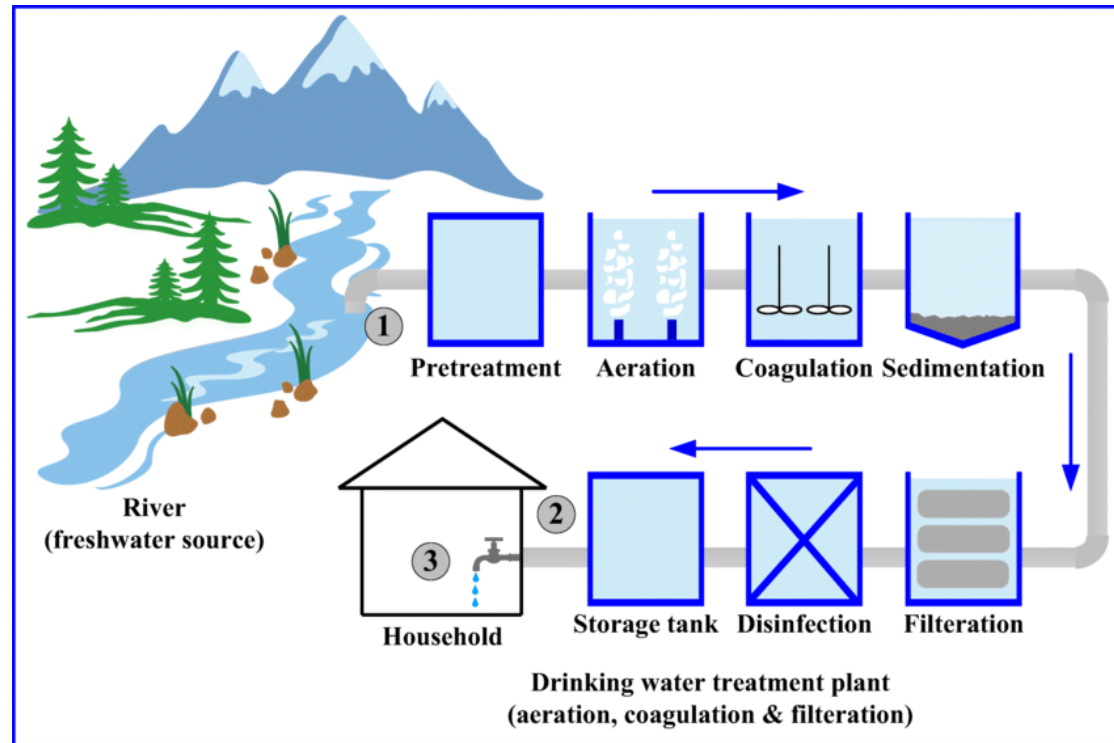 1
Pretreatment
Aeration
Coagulation
Sedimentation
River
(freshwater source)
2
3
Household
Storage tank
Disinfection
Filteration
Drinking water treatment plant
(aeration, coagulation & filteration)